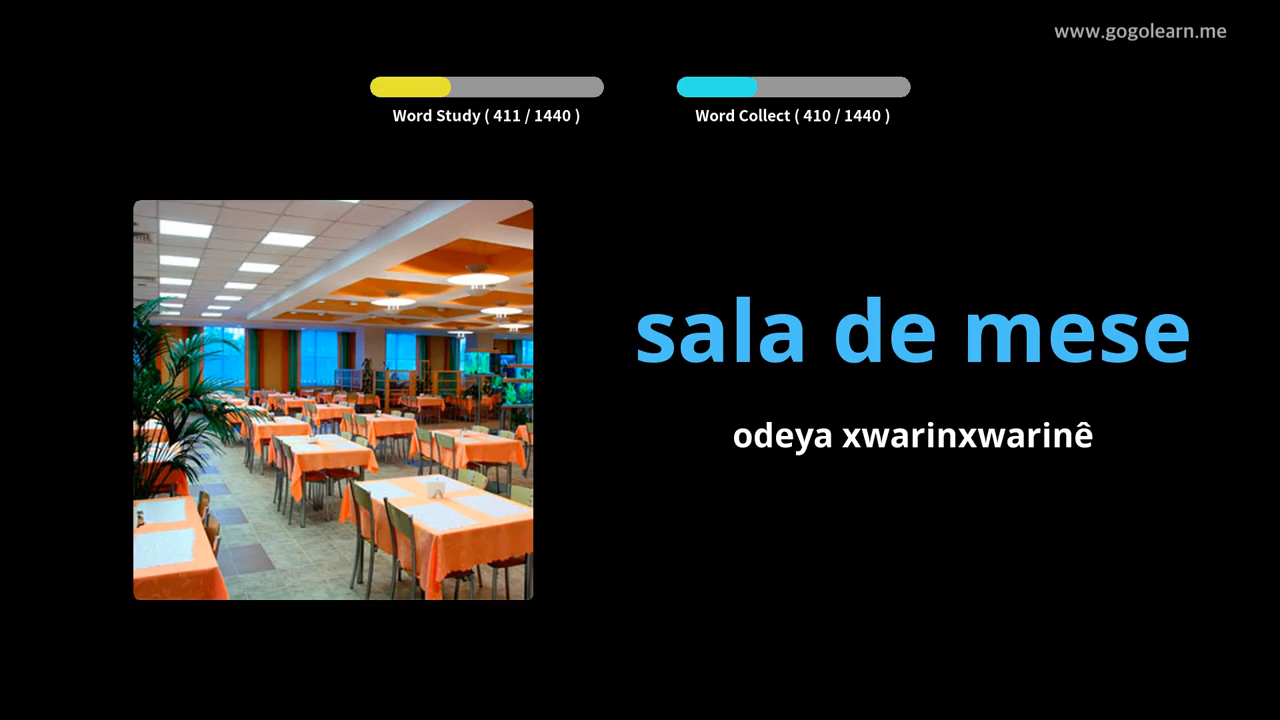 www.gogolearn.me
Word Study ( 411 / 1440 )
Word Collect ( 410 / 1440 )
sala de mese
odeya xwarinxwarinê